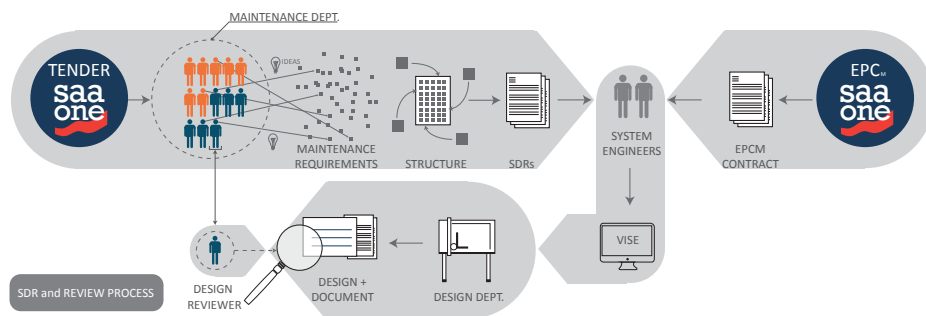 MAINTENANCE DEPT.
TENDER
saa
one
IDEAS
MAINTENANCE
REQUIREMENTS
STRUCTURE
SDRs
SYSTEM
ENGINEERS
EPCM
CONTRACT
EPCM
saa
one
VISE
DESIGN
REVIEWER
DESIGN +
DOCUMENT
DESIGN DEPT.
SDR and REVIEW PROCESS